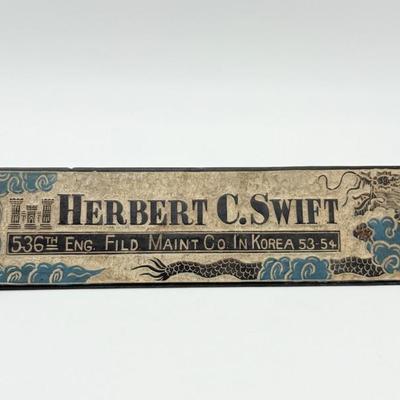 HERBERT C. SWIFT
536TH ENG. FILD MAINT CO IN KOREA 53-54